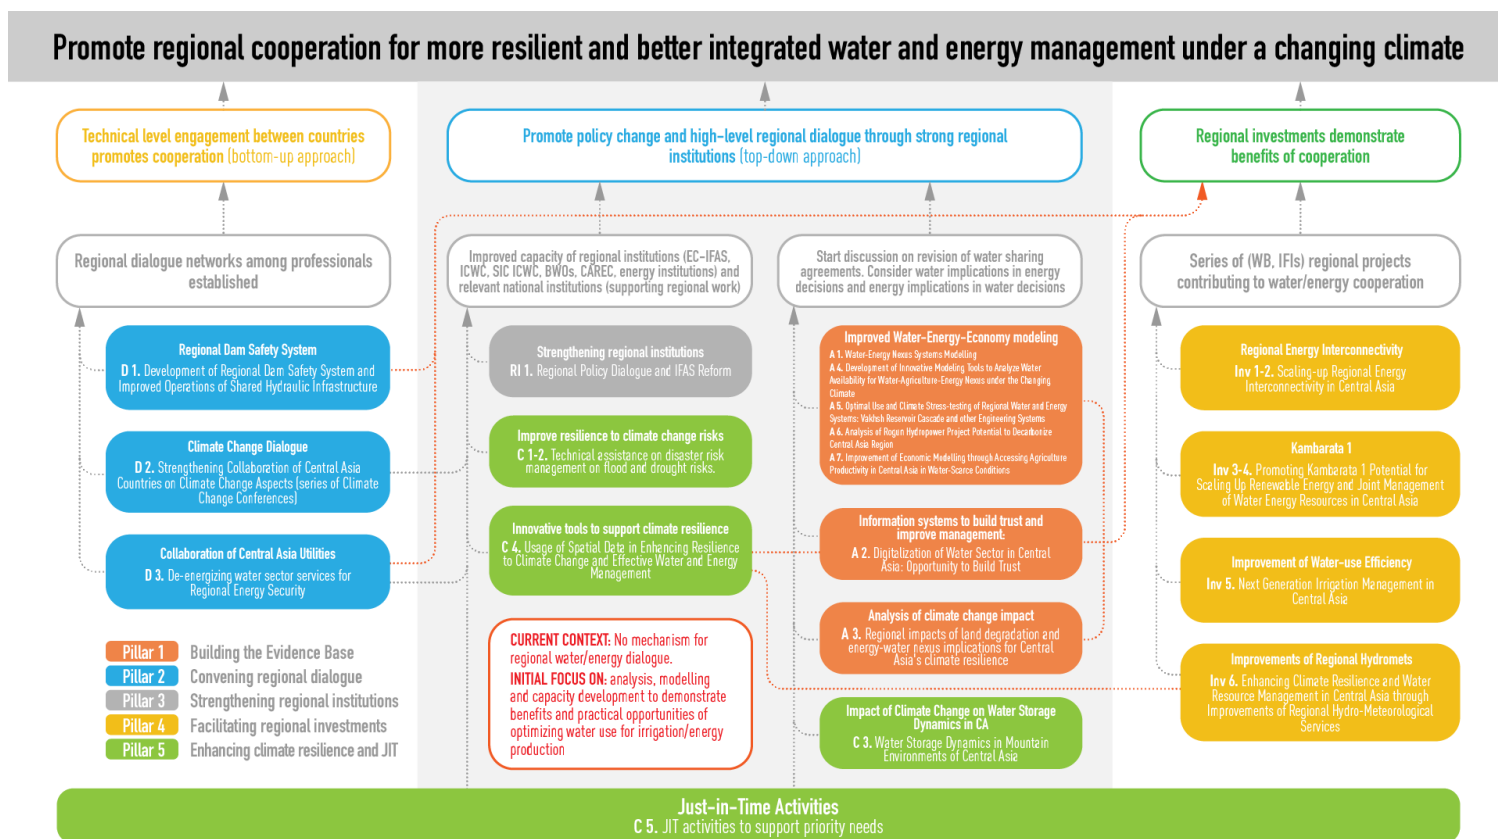 Promote regional cooperation for more resilient and better integrated water and energy management under a changing climate
Technical level engagement between countries
promotes cooperation (bottom-up approach)
Promote policy change and high-level regional dialogue through strong regional
institutions (top-down approach)
Regional investments demonstrate
benefits of cooperation
Regional dialogue networks among professionals
established
Improved capacity of regional institutions (EC-IFAS,
ICWC, SIC ICWC, BWOs, CAREC, energy institutions) and
relevant national institutions (supporting regional work)
Start discussion on revision of water sharing
agreements. Consider water implications in energy
decisions and energy implications in water decisions
Series of (WB, IFIs) regional projects
contributing to water/energy cooperation
Regional Dam Safety System
D 1. Development of Regional Dam Safety System and
Improved Operations of Shared Hydraulic Infrastructure
Climate Change Dialogue
D 2. Strengthening Collaboration of Central Asia
Countries on Climate Change Aspects (series of Climate
Change Conferences)
Collaboration of Central Asia Utilities
D 3. De-energizing water sector services for
Regional Energy Security
Strengthening regional institutions
RI 1. Regional Policy Dialogue and IFAS Reform
Improve resilience to climate change risks
C 1-2. Technical assistance on disaster risk
management on flood and drought risks.
Innovative tools to support climate resilience
C 4. Usage of Spatial Data in Enhancing Resilience
to Climate Change and Effective Water and Energy
Management
CURRENT CONTEXT: No mechanism for
regional water/energy dialogue.
INITIAL FOCUS ON: analysis, modelling
and capacity development to demonstrate
benefits and practical opportunities of
optimizing water use for irrigation/energy
production
Improved Water-Energy-Economy modeling
A 1. Water-Energy Nexus Systems Modelling
A 4. Development of Innovative Modeling Tools to Analyze Water
Availability for Water-Agriculture-Energy Nexus under the Changing
Climate
A 5. Optimal Use and Climate Stress-testing of Regional Water and Energy
Systems: Vakhsh Reservoir Cascade and other Engineering Systems
A 6. Analysis of Rogun Hydropower Project Potential to Decarbonize
Central Asia Region
A 7. Improvement of Economic Modelling through Accessing Agriculture
Productivity in Central Asia in Water-Scarce Conditions
Information systems to build trust and
improve management:
A 2. Digitalization of Water Sector in Central
Asia: Opportunity to Build Trust
Analysis of climate change impact
A 3. Regional impacts of land degradation and
energy-water nexus implications for Central
Asia's climate resilience
Impact of Climate Change on Water Storage
Dynamics in CA
C 3. Water Storage Dynamics in Mountain
Environments of Central Asia
Regional Energy Interconnectivity
Inv 1-2. Scaling-up Regional Energy
Interconnectivity in Central Asia
Kambarata 1
Inv 3-4. Promoting Kambarata 1 Potential for
Scaling Up Renewable Energy and Joint Management
of Water Energy Resources in Central Asia
Improvement of Water-use Efficiency
Inv 5. Next Generation Irrigation Management in
Central Asia
Improvements of Regional Hydromets
Inv 6. Enhancing Climate Resilience and Water
Resource Management in Central Asia through
Improvements of Regional Hydro-Meteorological
Services
Pillar 1 Building the Evidence Base
Pillar 2 Convening regional dialogue
Pillar 3 Strengthening regional institutions
Pillar 4 Facilitating regional investments
Pillar 5 Enhancing climate resilience and JIT
Just-in-Time Activities
C 5. JIT activities to support priority needs